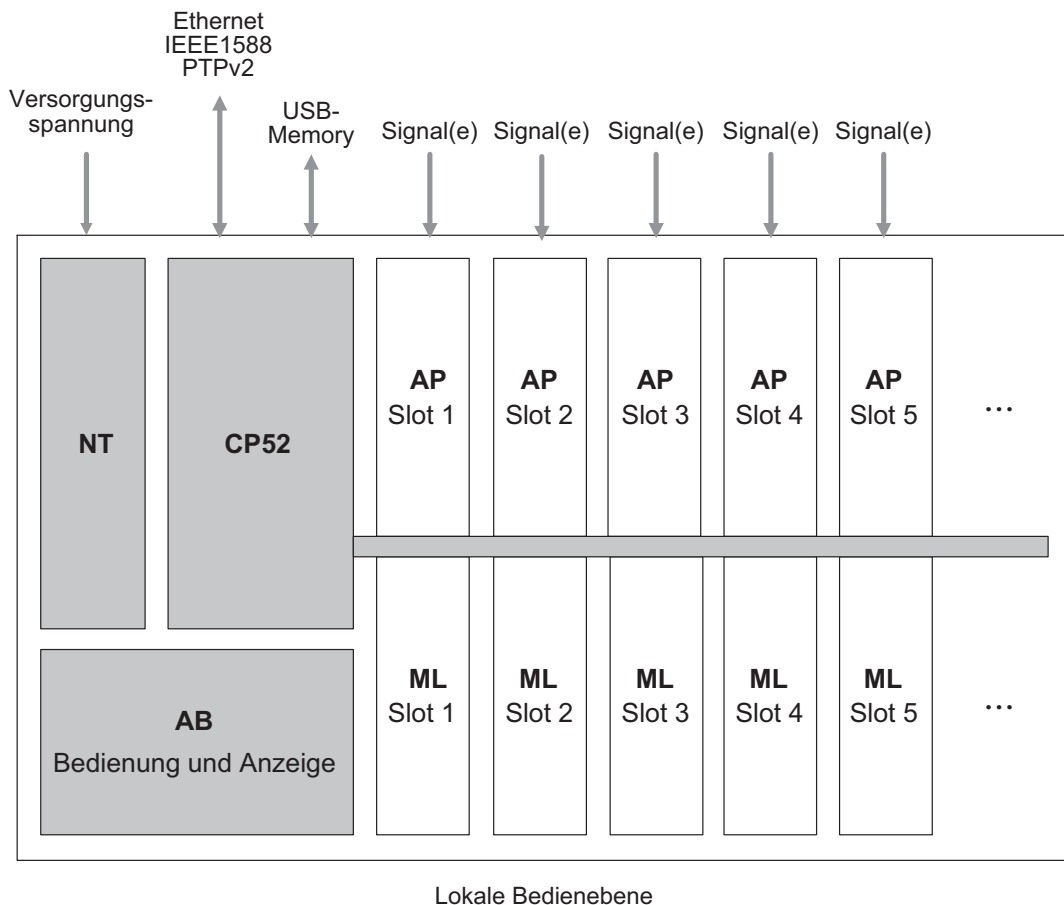 Ethernet
IEEE1588
PTPv2
Versorgungs-
spannung
USB-
Memory
Signal(e)
Signal(e)
Signal(e)
Signal(e)
Signal(e)
NT
CP52
AP
Slot 1
AP
Slot 2
AP
Slot 3
AP
Slot 4
AP
Slot 5
...
AB
Bedienung und Anzeige
ML
Slot 1
ML
Slot 2
ML
Slot 3
ML
Slot 4
ML
Slot 5
...
Lokale Bedienebene